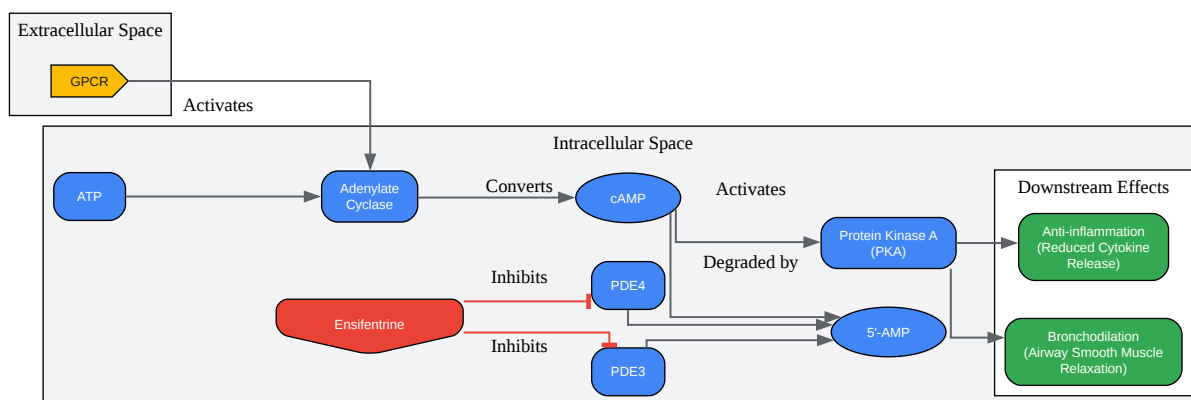 Extracellular Space
GPCR
Activates
Intracellular Space
ATP
Adenylate
Cyclase
Converts
cAMP
Activates
Degraded by
Protein Kinase A
(PKA)
Downstream Effects
Anti-inflammation
(Reduced Cytokine
Release)
Inhibits
PDE4
Ensifentrine
Inhibits
PDE3
5'-AMP
Bronchodilation
(Airway Smooth Muscle
Relaxation)